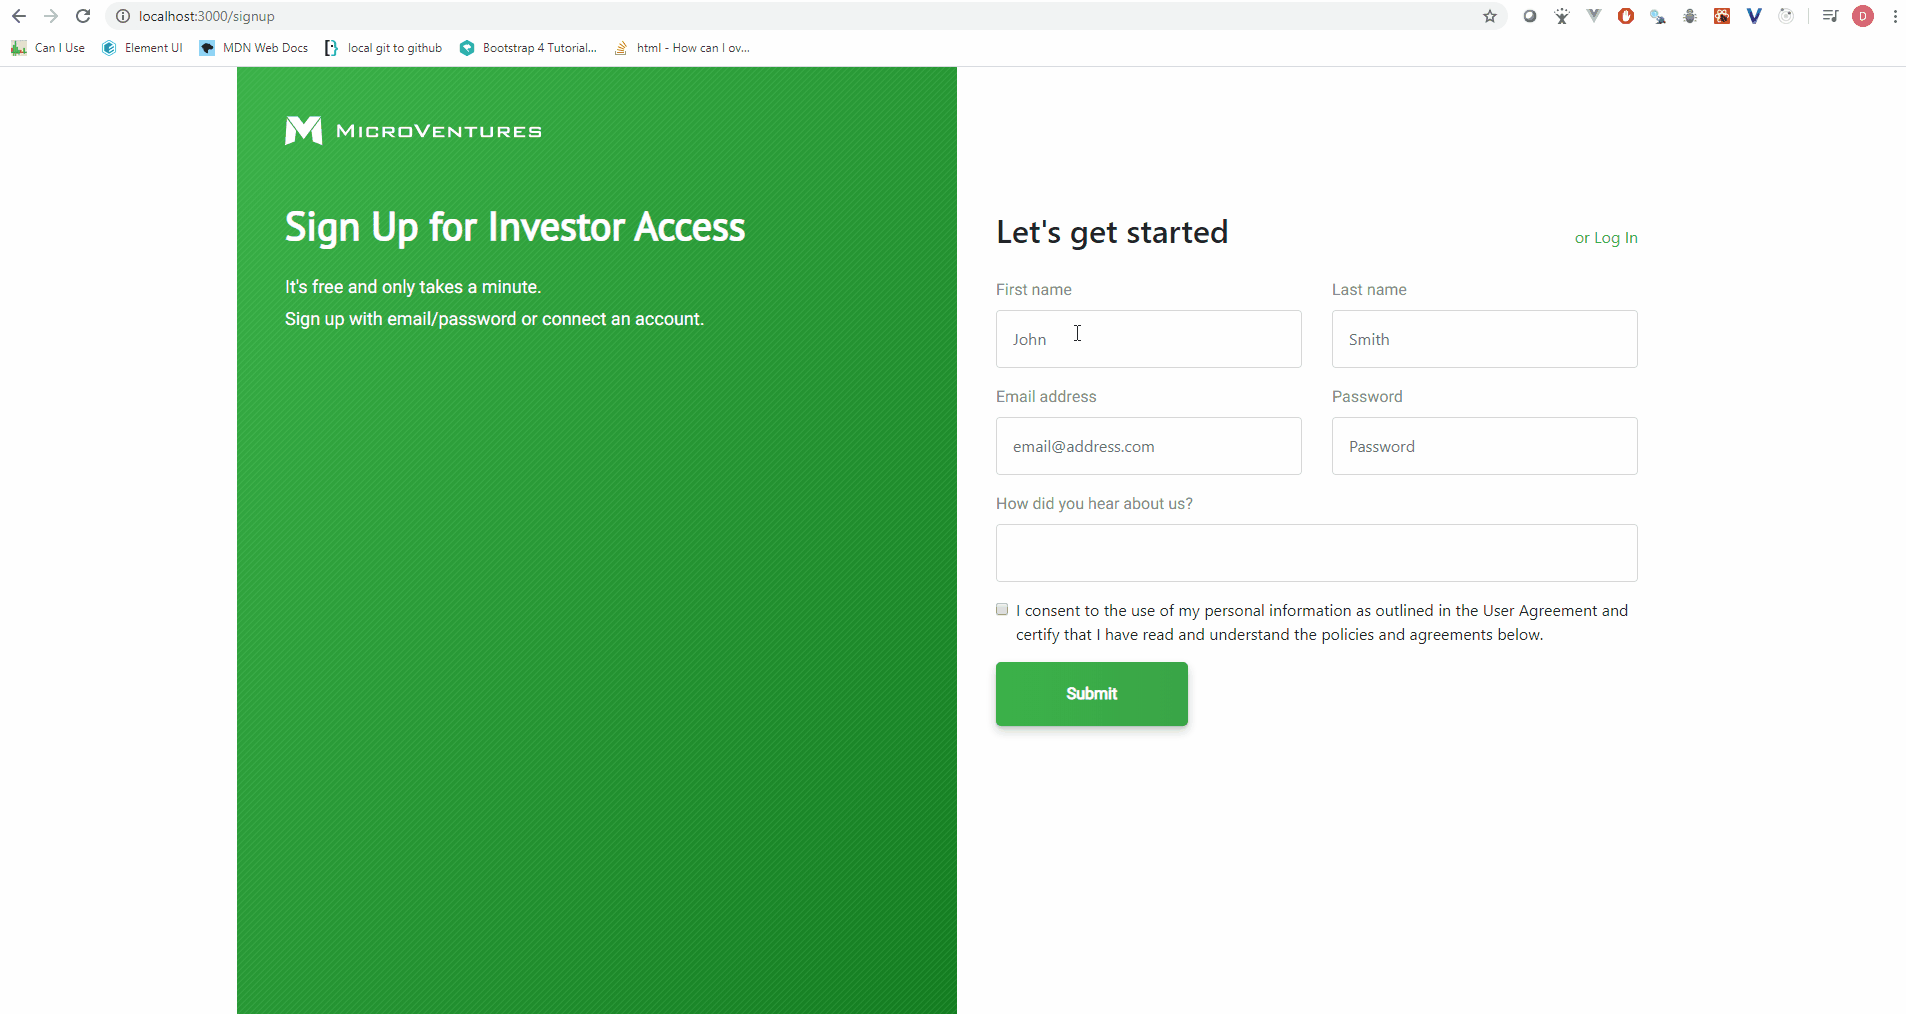 localhost:3000/signup
D
Can I Use
Element UI
MDN Web Docs
local git to github
Bootstrap 4 Tutorial...
html - How can I ov...
MICROVENTURES
Sign Up for Investor Access
It's free and only takes a minute.
Sign up with email/password or connect an account.
Let's get started
or Log In
First name
Last name
John
Smith
Email address
Password
email@address.com
Password
How did you hear about us?
I consent to the use of my personal information as outlined in the User Agreement and
certify that I have read and understand the policies and agreements below.
Submit